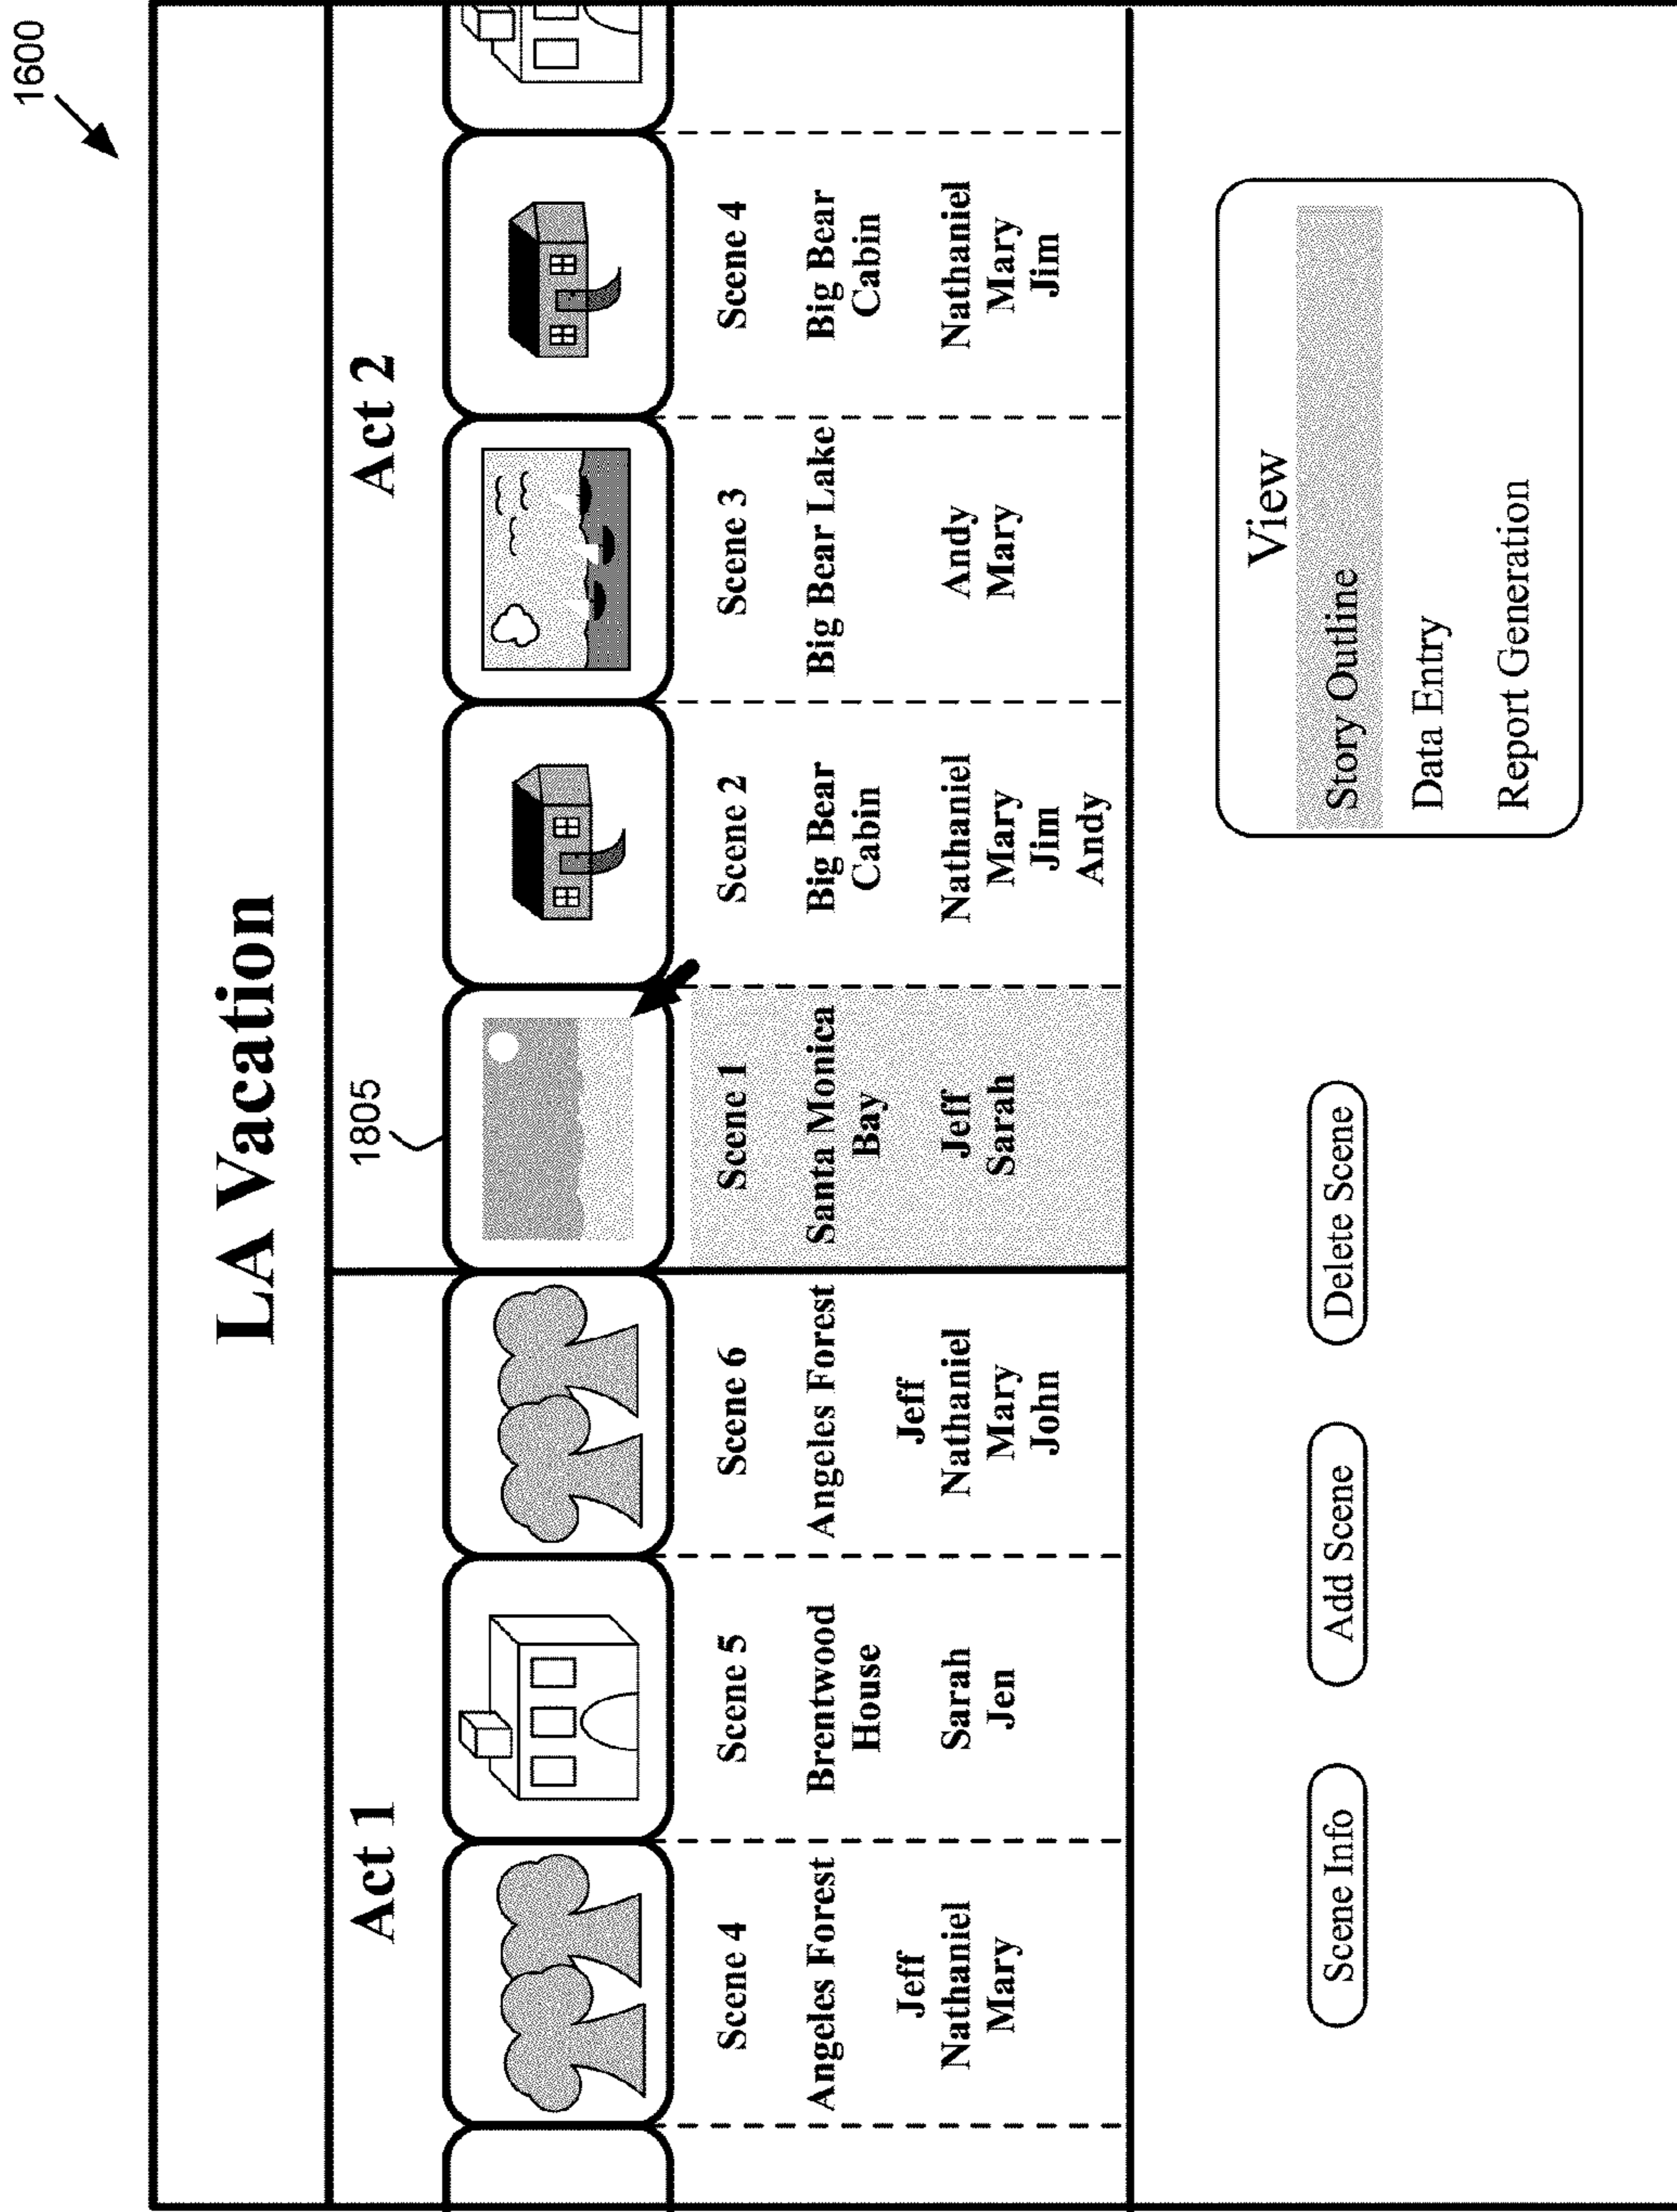 1600
LA Vacation
Act 1
Act 2
1805
Scene 4
Angeles Forest
Jeff
Nathaniel
Mary
Scene 5
Brentwood
House
Sarah
Jen
Scene 6
Angeles Forest
Jeff
Nathaniel
Mary
John
Scene 1
Santa Monica
Bay
Jeff
Sarah
Scene 2
Big Bear
Cabin
Nathaniel
Mary
Jim
Andy
Scene 3
Big Bear Lake
Andy
Mary
Scene 4
Big Bear
Cabin
Nathaniel
Mary
Jim
Scene Info
Add Scene
Delete Scene
View
Story Outline
Data Entry
Report Generation